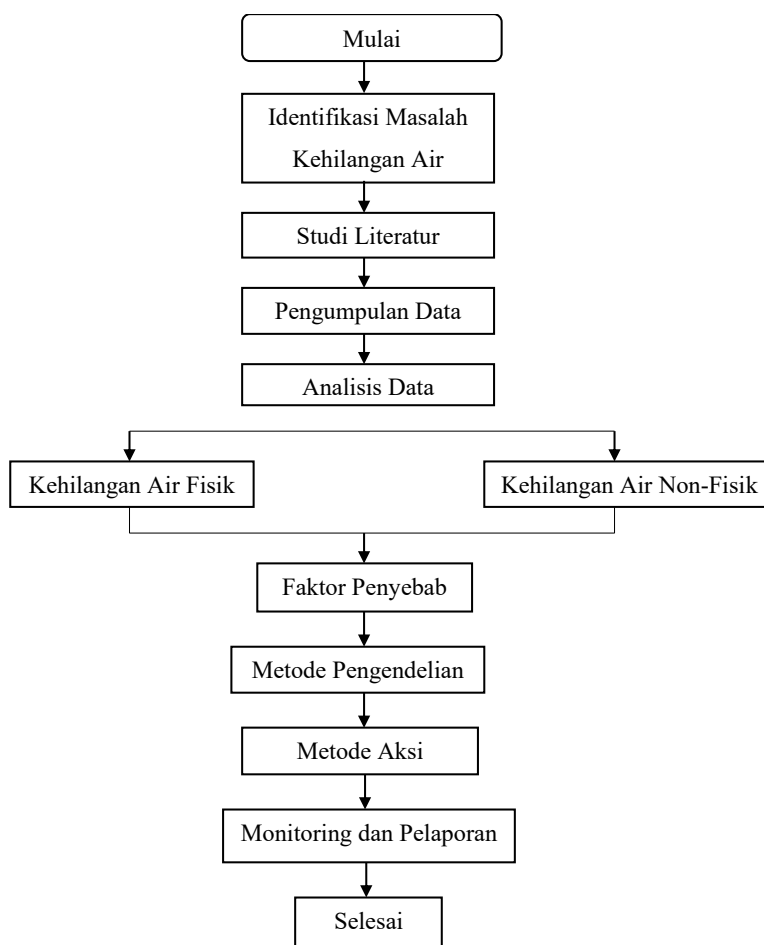 Mulai
Identifikasi Masalah
Kehilangan Air
Studi Literatur
Pengumpulan Data
Analisis Data
Kehilangan Air Fisik
Kehilangan Air Non-Fisik
Faktor Penyebab
Metode Pengendelian
Metode Aksi
Monitoring dan Pelaporan
Selesai